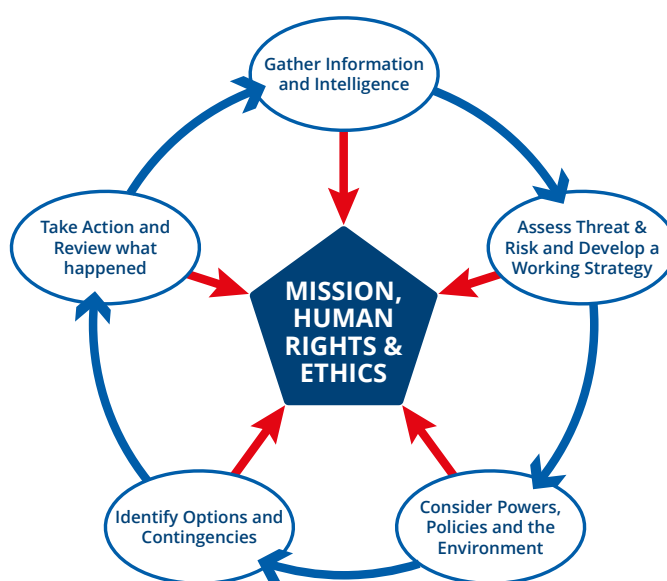 Gather Information
and Intelligence
Assess Threat &
Risk and Develop a
Working Strategy
Consider Powers,
Policies and the
Environment
Identify Options and
Contingencies
Take Action and
Review what
happened
MISSION,
HUMAN
RIGHTS &
ETHICS